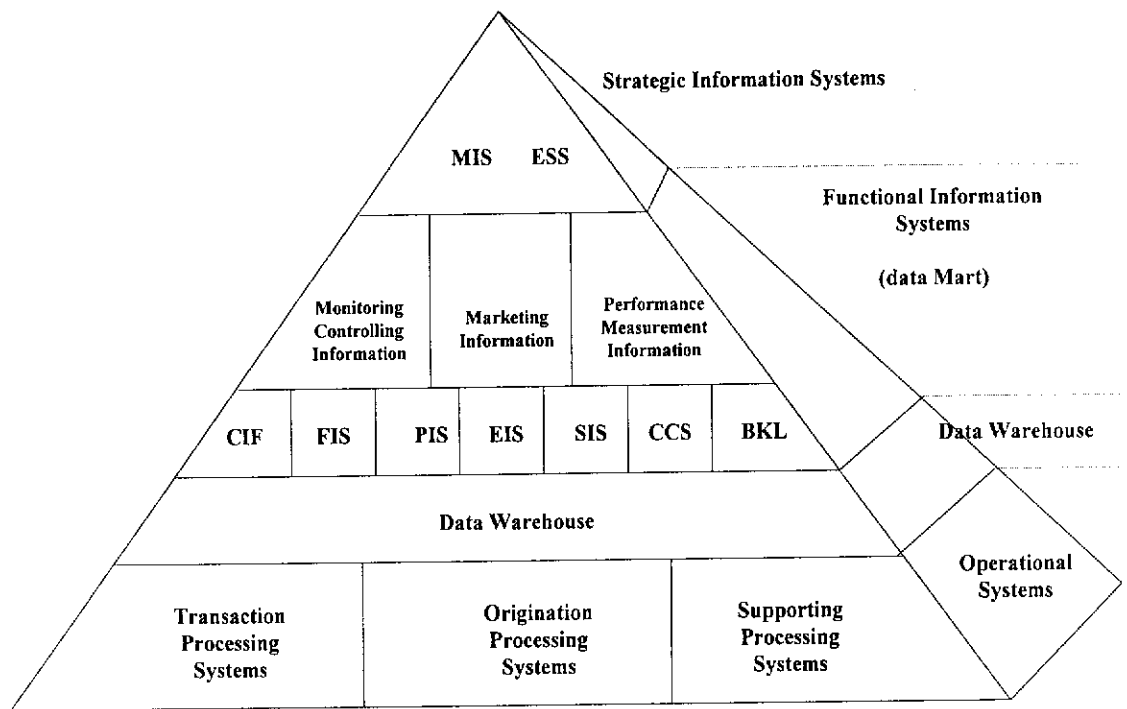 Strategic Information Systems
MIS ESS
Functional Information
Systems
(data Mart)
Monitoring
Controlling
Information
Marketing
Information
Performance
Measurement
Information
CIF FIS PIS EIS SIS CCS BKL
Data Warehouse
Data Warehouse
Operational
Systems
Transaction
Processing
Systems
Origination
Processing
Systems
Supporting
Processing
Systems